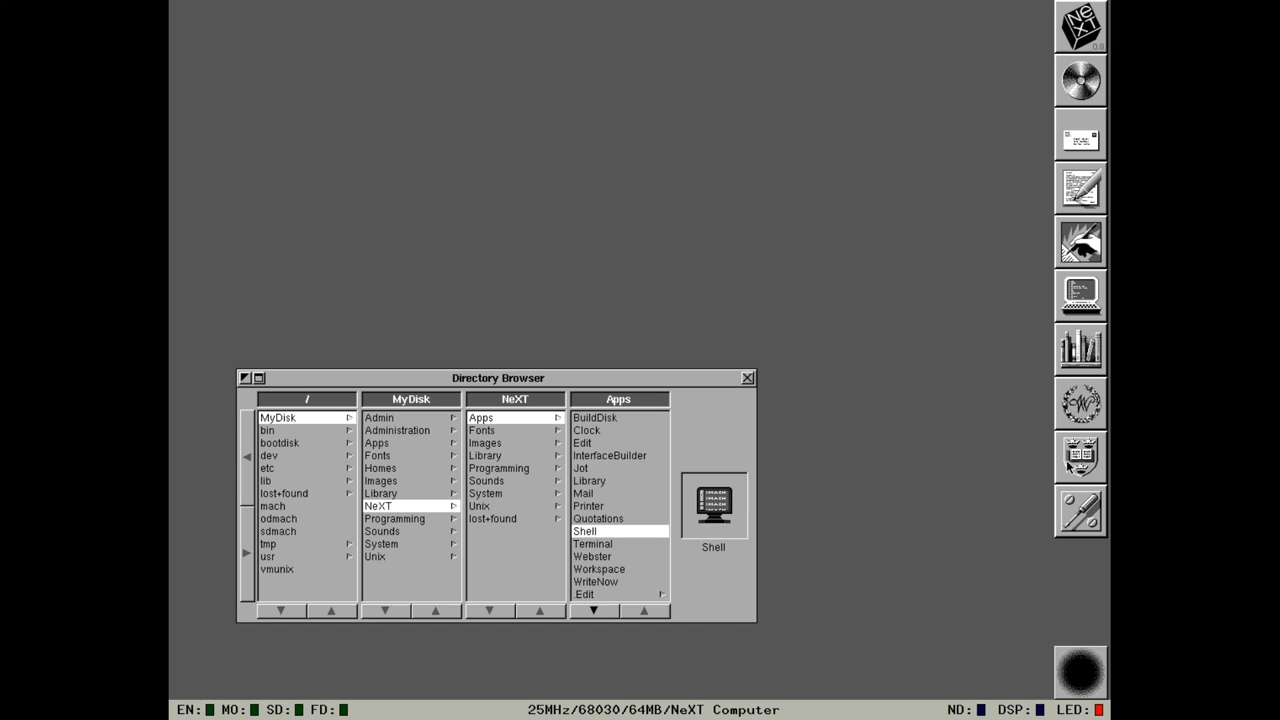 NeXT
0.8
Directory Browser
/
MyDisk
bin
bootdisk
dev
etc
lib
lost+found
mach
odmach
sdmach
tmp
usr
vmunix
MyDisk
Admin
Administration
Apps
Fonts
Homes
Images
Library
NeXT
Programming
Sounds
System
Unix
NeXT
Apps
Fonts
Images
Library
Programming
Sounds
System
Unix
lost+found
Apps
BuildDisk
Clock
Edit
InterfaceBuilder
Jot
Library
Mail
Printer
Quotations
Shell
Terminal
Webster
Workspace
WriteNow
.Edit
Shell
EN: MO: SD: FD: 25MHz/68030/64MB/NeXT Computer ND: DSP: LED: